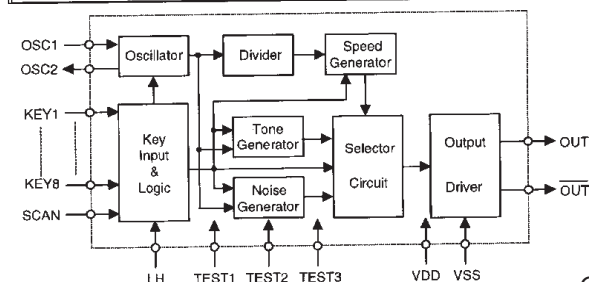 OSC1
OSC2
Oscillator
Divider
Speed
Generator
KEY1
KEY8
SCAN
Key
Input
&
Logic
Tone
Generator
Noise
Generator
Selector
Circuit
Output
Driver
OUT
O̅U̅T̅
LH
TEST1
TEST2
TEST3
VDD
VSS